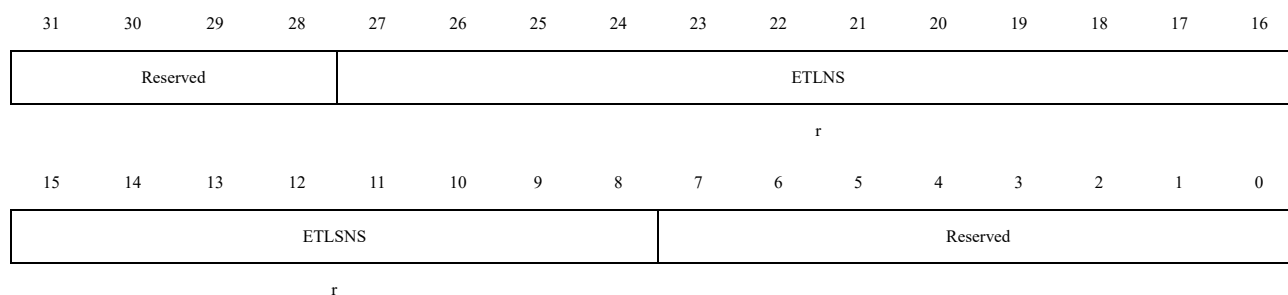 31 30 29 28 27 26 25 24 23 22 21 20 19 18 17 16
Reserved ETLNS
r
15 14 13 12 11 10 9 8 7 6 5 4 3 2 1 0
ETLSNS Reserved
r